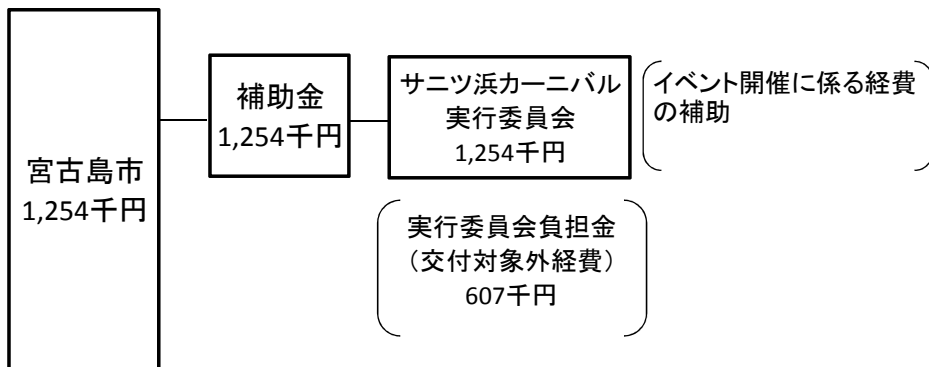 宮古島市
1,254千円
補助金
1,254千円
サニツ浜カーニバル
実行委員会
1,254千円
イベント開催に係る経費
の補助
実行委員会負担金
（交付対象外経費）
607千円